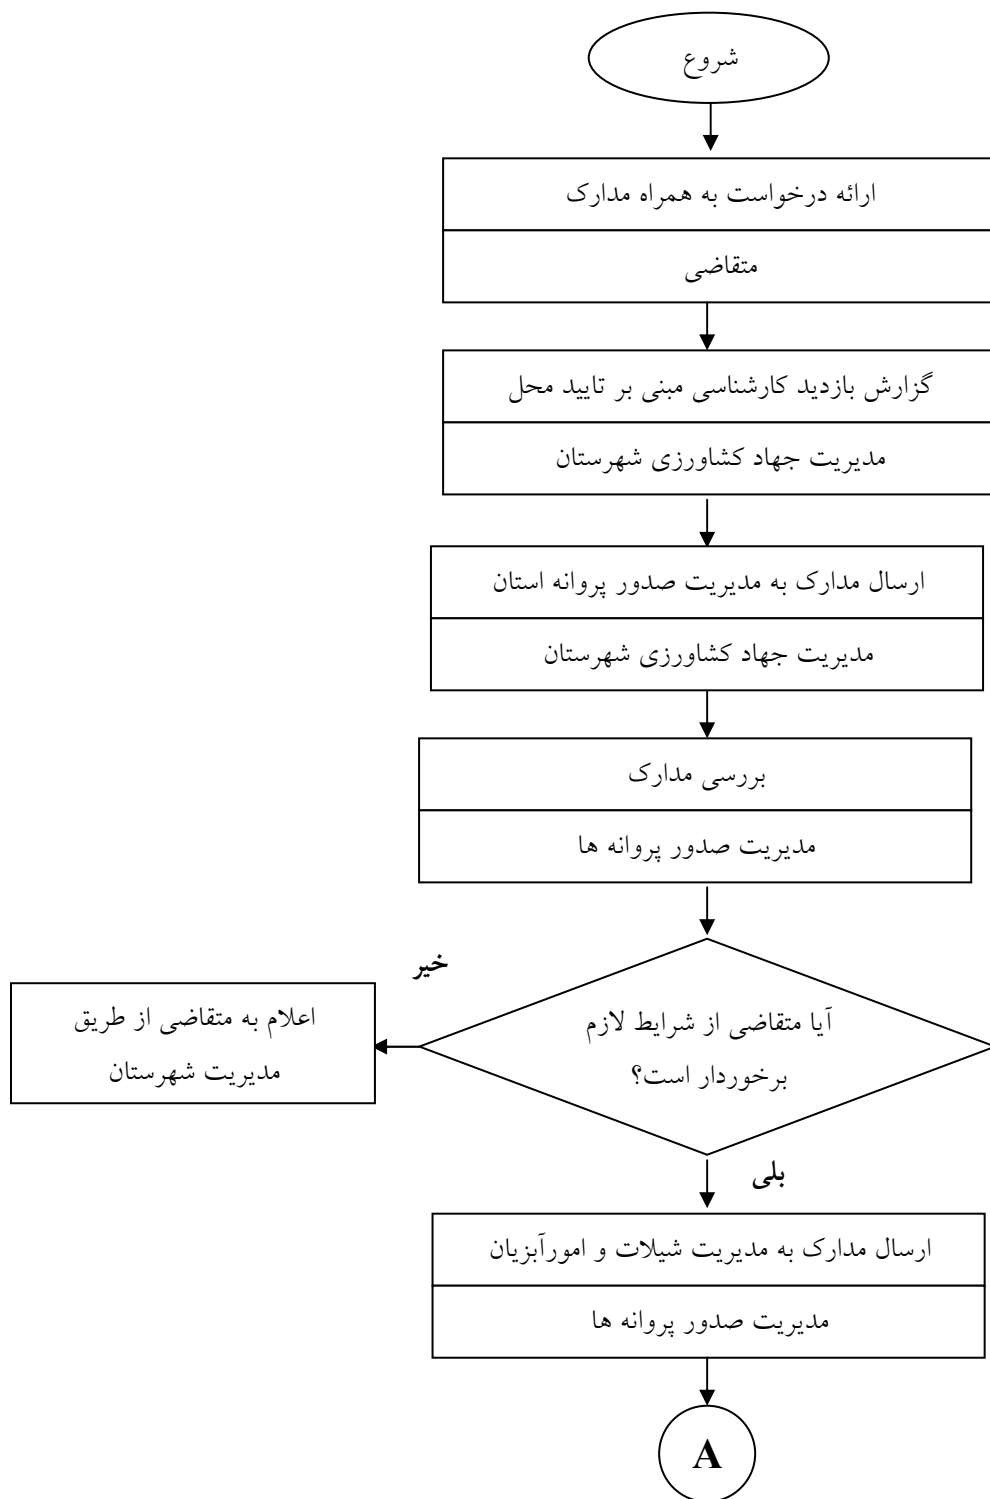 شروع
ارائه درخواست به همراه مدارک
متقاضی
گزارش بازدید کارشناسی مبنی بر تایید محل
مدیریت جهاد کشاورزی شهرستان
ارسال مدارک به مدیریت صدور پروانه استان
مدیریت جهاد کشاورزی شهرستان
بررسی مدارک
مدیریت صدور پروانه ها
آیا متقاضی از شرایط لازم
برخوردار است؟
خیر
اعلام به متقاضی از طریق
مدیریت شهرستان
بلی
ارسال مدارک به مدیریت شیلات و امورآبزیان
مدیریت صدور پروانه ها
A